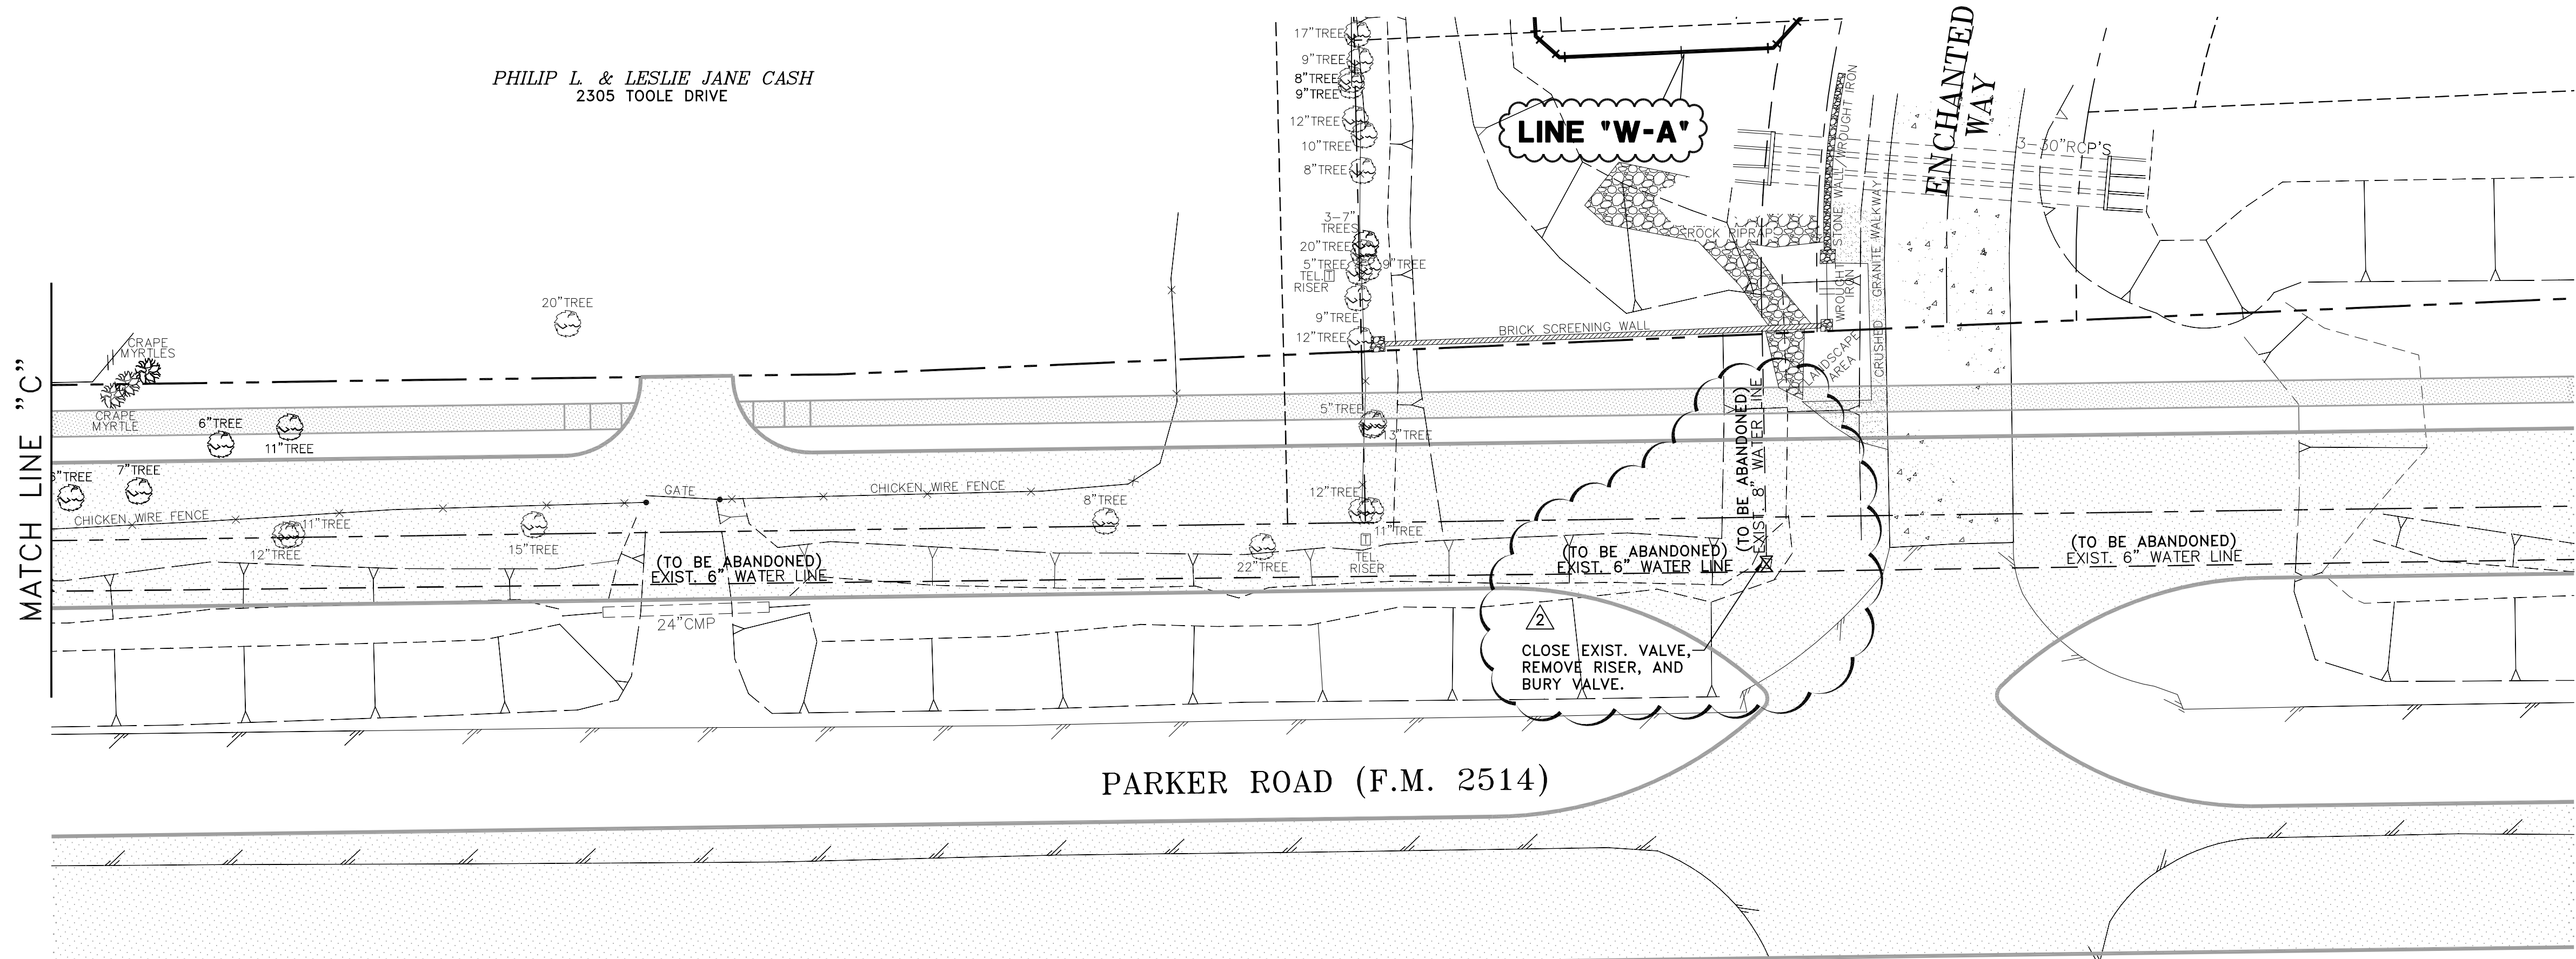 PHILIP L. & LESLIE JANE CASH
2305 TOOLE DRIVE
17"TREE
9"TREE
8"TREE
9"TREE
12"TREE
10"TREE
8"TREE
3-7"
TREES
20"TREE
5"TREE
9"TREE
TEL.
RISER
9"TREE
12"TREE
LINE "W-A"
ENCHANTED
WAY
3-30"RCP'S
STONE WALL/WROUGHT IRON
ROCK RIPRAP
WROUGHT
IRON
CRUSHED GRANITE WALKWAY
BRICK SCREENING WALL
LANDSCAPE
AREA
MATCH LINE "C"
20"TREE
CRAPE
MYRTLES
CRAPE
MYRTLE
6"TREE
11"TREE
7"TREE
"TREE
CHICKEN WIRE FENCE
11"TREE
12"TREE
15"TREE
GATE
CHICKEN WIRE FENCE
8"TREE
22"TREE
5"TREE
13"TREE
12"TREE
11"TREE
TEL
RISER
(TO BE ABANDONED)
EXIST. 6" WATER LINE
24"CMP
(TO BE ABANDONED)
EXIST. 6" WATER LINE
(TO BE ABANDONED)
EXIST. 8" WATER LINE
(TO BE ABANDONED)
EXIST. 6" WATER LINE
2
CLOSE EXIST. VALVE,
REMOVE RISER, AND
BURY VALVE.
PARKER ROAD (F.M. 2514)